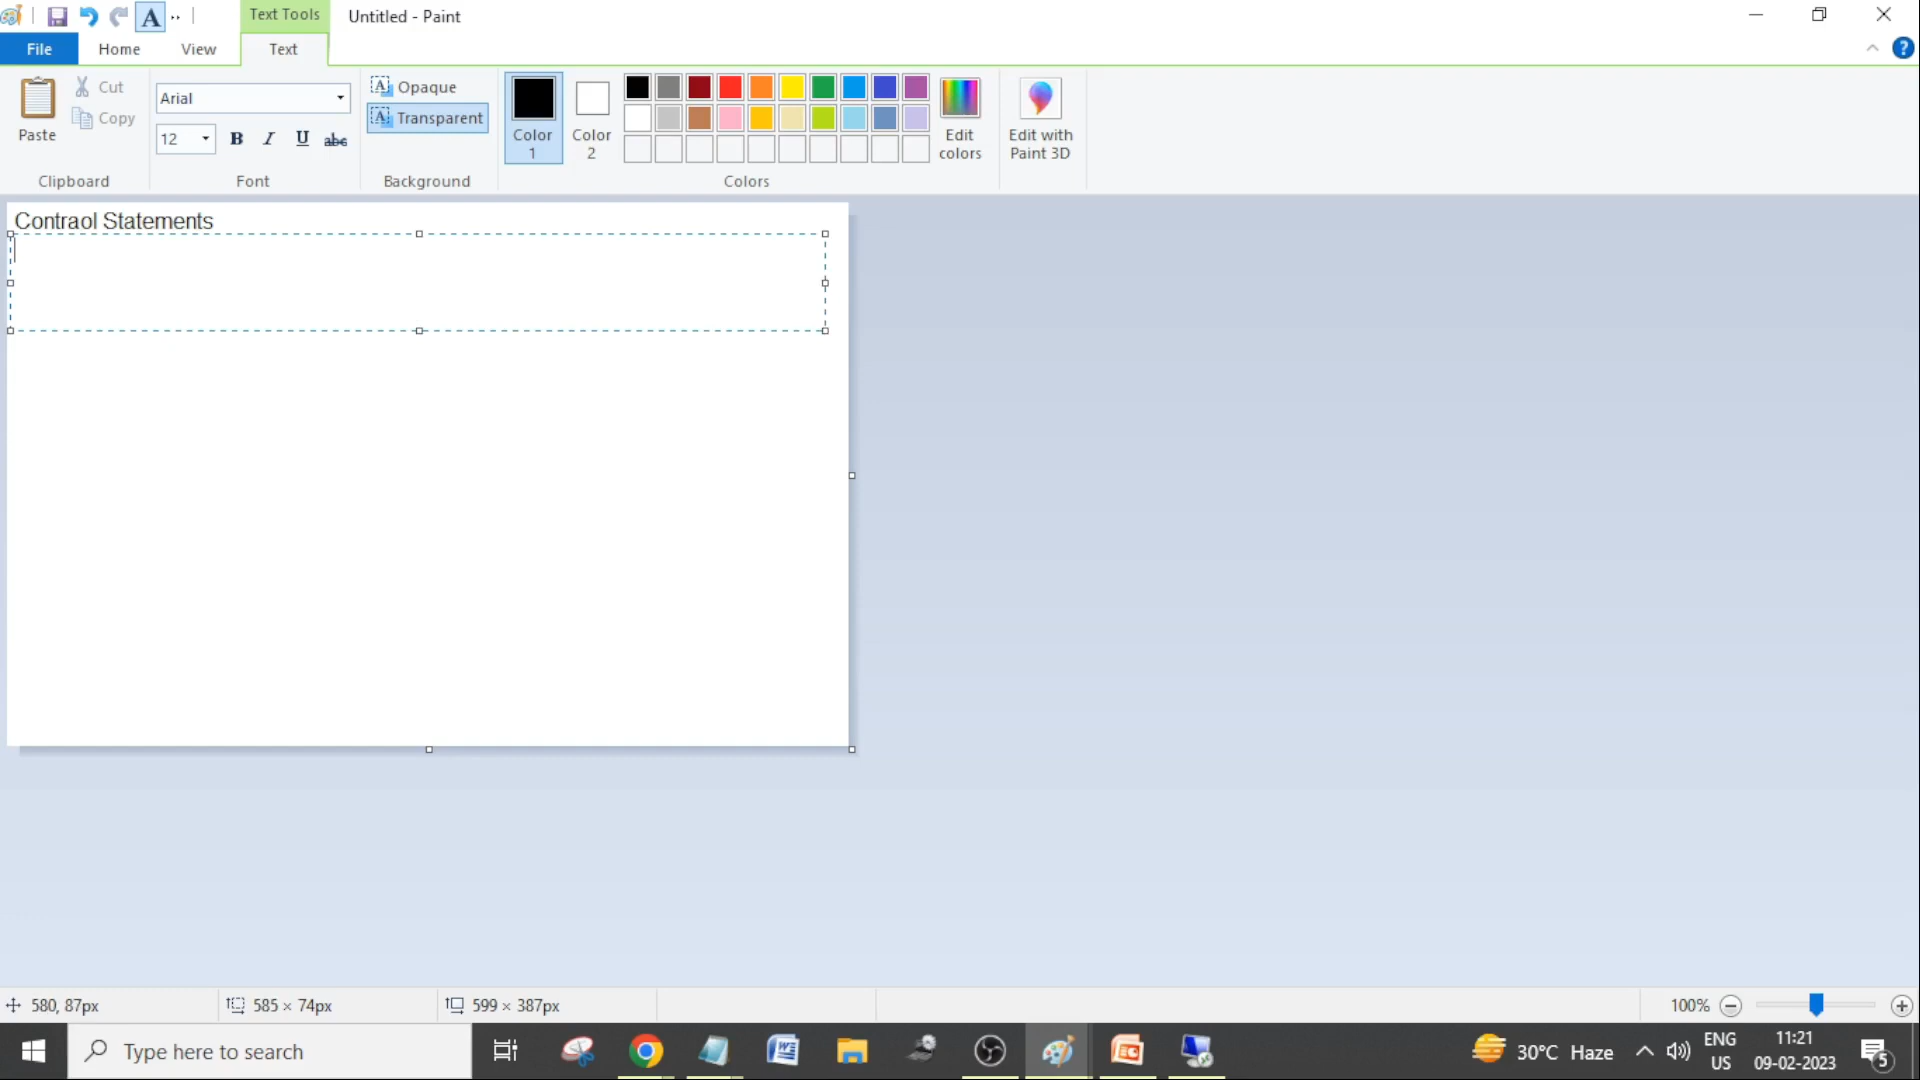 Text Tools
Untitled - Paint
File
Home
View
Text
Paste
Cut
Copy
Clipboard
Arial
12
B I U abc
Font
Opaque
Transparent
Background
Color 1
Color 2
Colors
Edit colors
Edit with Paint 3D
Contraol Statements
580, 87px
585 × 74px
599 × 387px
100%
Type here to search
30°C Haze
ENG
US
11:21
09-02-2023
5